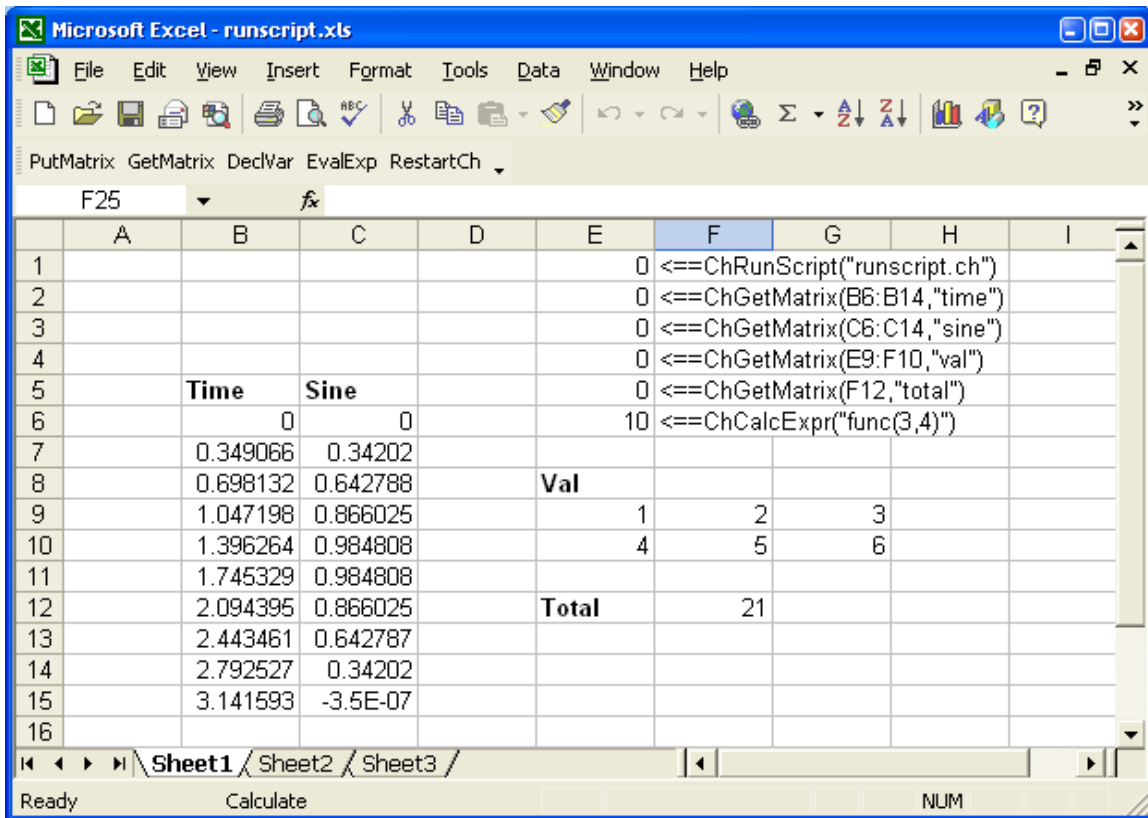 Microsoft Excel - runscript.xls
File Edit View Insert Format Tools Data Window Help
PutMatrix GetMatrix DeclVar EvalExp RestartCh
F25 fx
A B C D E F G H I
1 0 <==ChRunScript("runscript.ch")
2 0 <==ChGetMatrix(B6:B14,"time")
3 0 <==ChGetMatrix(C6:C14,"sine")
4 0 <==ChGetMatrix(E9:F10,"val")
5 Time Sine 0 <==ChGetMatrix(F12,"total")
6 0 0 10 <==ChCalcExpr("func(3,4)")
7 0.349066 0.34202
8 0.698132 0.642788 Val
9 1.047198 0.866025 1 2 3
10 1.396264 0.984808 4 5 6
11 1.745329 0.984808
12 2.094395 0.866025 Total 21
13 2.443461 0.642787
14 2.792527 0.34202
15 3.141593 -3.5E-07
16
Sheet1 Sheet2 Sheet3
Ready Calculate NUM